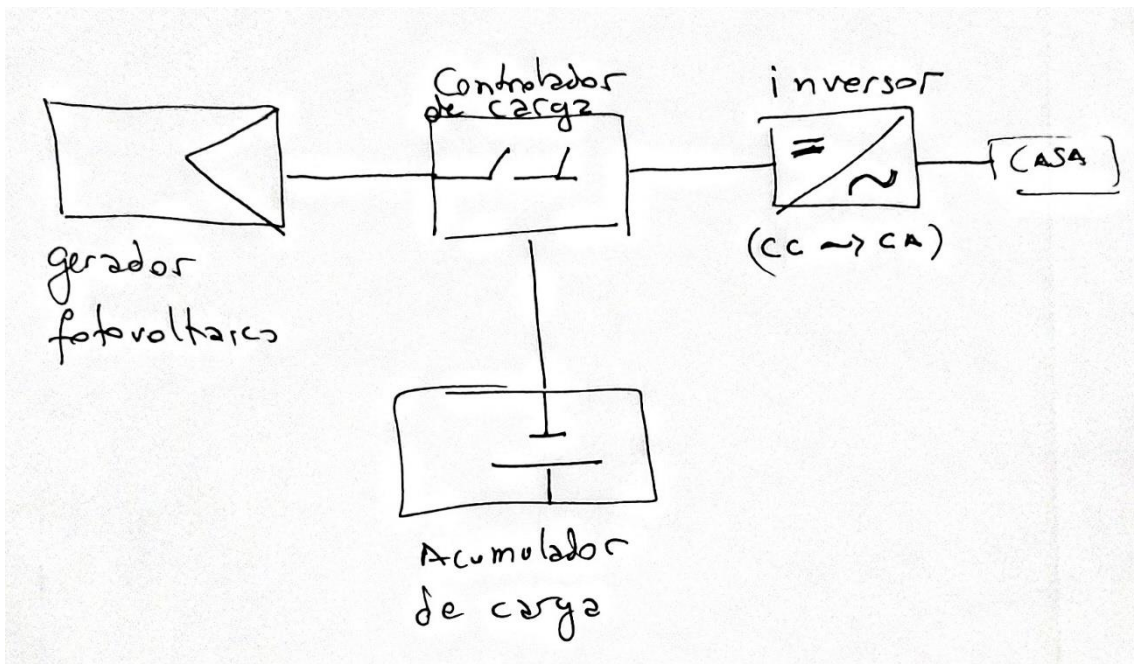 Controlador
de carga
inversor
CASA
(CC ~> CA)
gerador
fotovoltaico
Acumulador
de carga